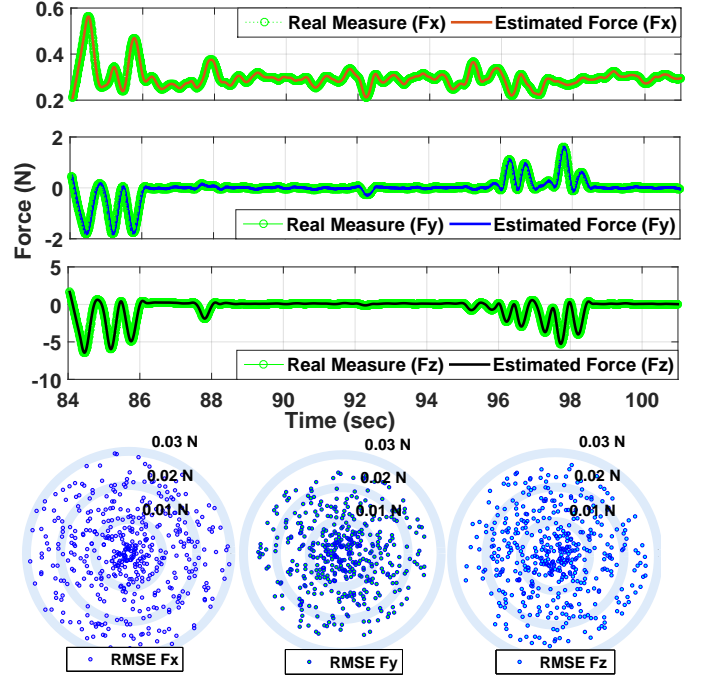 0.6
0.4
0.2
Real Measure (Fx) Estimated Force (Fx)
Force (N)
2
0
-2
Real Measure (Fy) Estimated Force (Fy)
5
0
-5
-10
Real Measure (Fz) Estimated Force (Fz)
84 86 88 90 92 94 96 98 100
Time (sec)
0.03 N 0.03 N 0.03 N
0.02 N 0.02 N 0.02 N
0.01 N 0.01 N 0.01 N
RMSE Fx RMSE Fy RMSE Fz